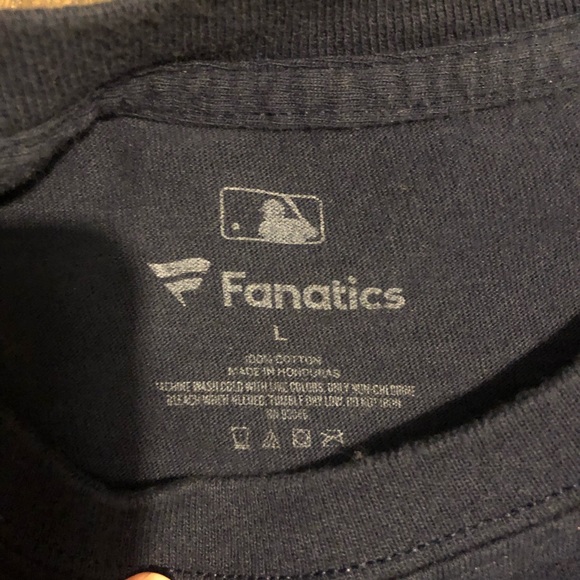 Fanatics
L
100% COTTON
MADE IN HONDURAS
MACHINE WASH COLD WITH LIKE COLORS, ONLY NON-CHLORINE
BLEACH WHEN NEEDED, TUMBLE DRY LOW, DO NOT IRON
RN